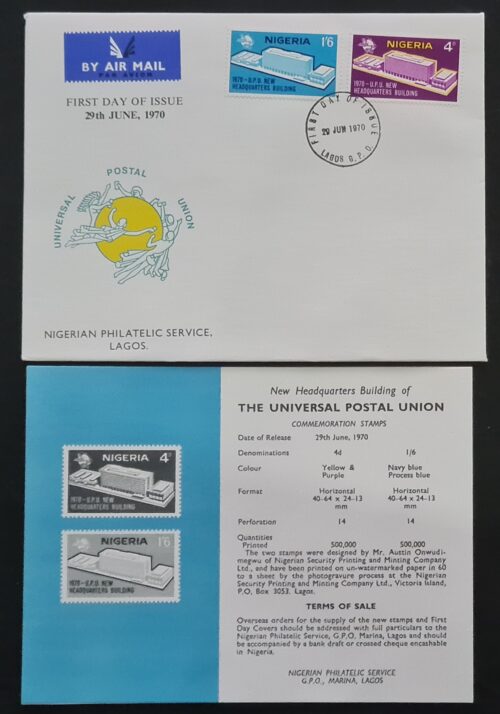 BY AIR MAIL
PAR AVION
FIRST DAY OF ISSUE
29th JUNE, 1970
NIGERIA
1'6
1970-U.P.U. NEW
HEADQUARTERS BUILDING
NIGERIA
4D
1970-U.P.U. NEW
HEADQUARTERS BUILDING
FIRST DAY OF ISSUE
29 JUN 1970
LAGOS G.P.O.
UNIVERSAL POSTAL UNION
NIGERIAN PHILATELIC SERVICE,
LAGOS.
NIGERIA
4D
1970-U.P.U. NEW
HEADQUARTERS BUILDING
NIGERIA
1'6
1970-U.P.U. NEW
HEADQUARTERS BUILDING
New Headquarters Building of
THE UNIVERSAL POSTAL UNION
COMMEMORATION STAMPS
Date of Release 29th June, 1970
Denominations 4d 1/6
Colour Yellow & Navy blue
Purple Process blue
Format Horizontal Horizontal
40-64 x 24-13 40-64 x 24-13
mm mm
Perforation 14 14
Quantities
Printed 500,000 500,000
The two stamps were designed by Mr. Austin Onwudi-
megwu of Nigerian Security Printing and Minting Company
Ltd., and have been printed on un-watermarked paper in 60
to a sheet by the photogravure process at the Nigerian
Security Printing and Minting Company Ltd., Victoria Island,
P.O. Box 3053. Lagos.
TERMS OF SALE
Overseas orders for the supply of the new stamps and First
Day Covers should be addressed with full particulars to the
Nigerian Philatelic Service, G.P.O. Marina, Lagos and should
be accompanied by a bank draft or crossed cheque encashable
in Nigeria.
NIGERIAN PHILATELIC SERVICE
G.P.O., MARINA, LAGOS